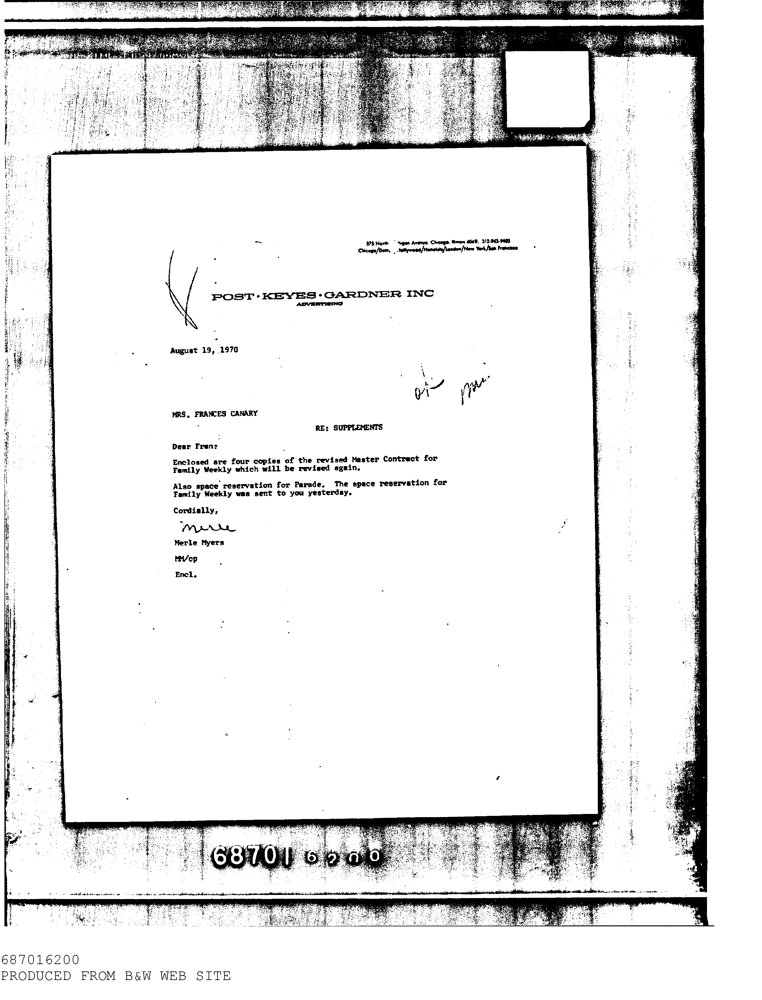 875 North Avenue, Chicago, Illinois 60611, 312-943-9400
Chicago/ Hollywood/Honolulu/London/New York/San Francisco
POST·KEYES·GARDNER INC
ADVERTISING
August 19, 1970
MRS. FRANCES CANARY
RE: SUPPLEMENTS
Dear Fran:
Enclosed are four copies of the revised Master Contract for
Family Weekly which will be revised again.
Also space reservation for Parade. The space reservation for
Family Weekly was sent to you yesterday.
Cordially,
Merle
Merle Myers
MM/cp
Encl.
68701 6200
687016200
PRODUCED FROM B&W WEB SITE